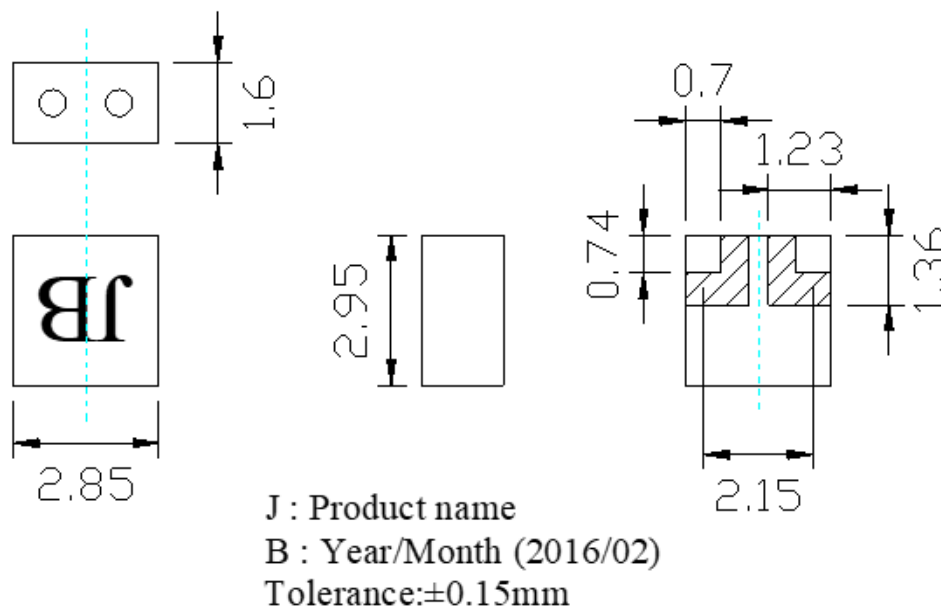 1.6
0.7
1.23
0.74
1.36
JB
2.95
2.85
2.15
J : Product name
B : Year/Month (2016/02)
Tolerance:±0.15mm